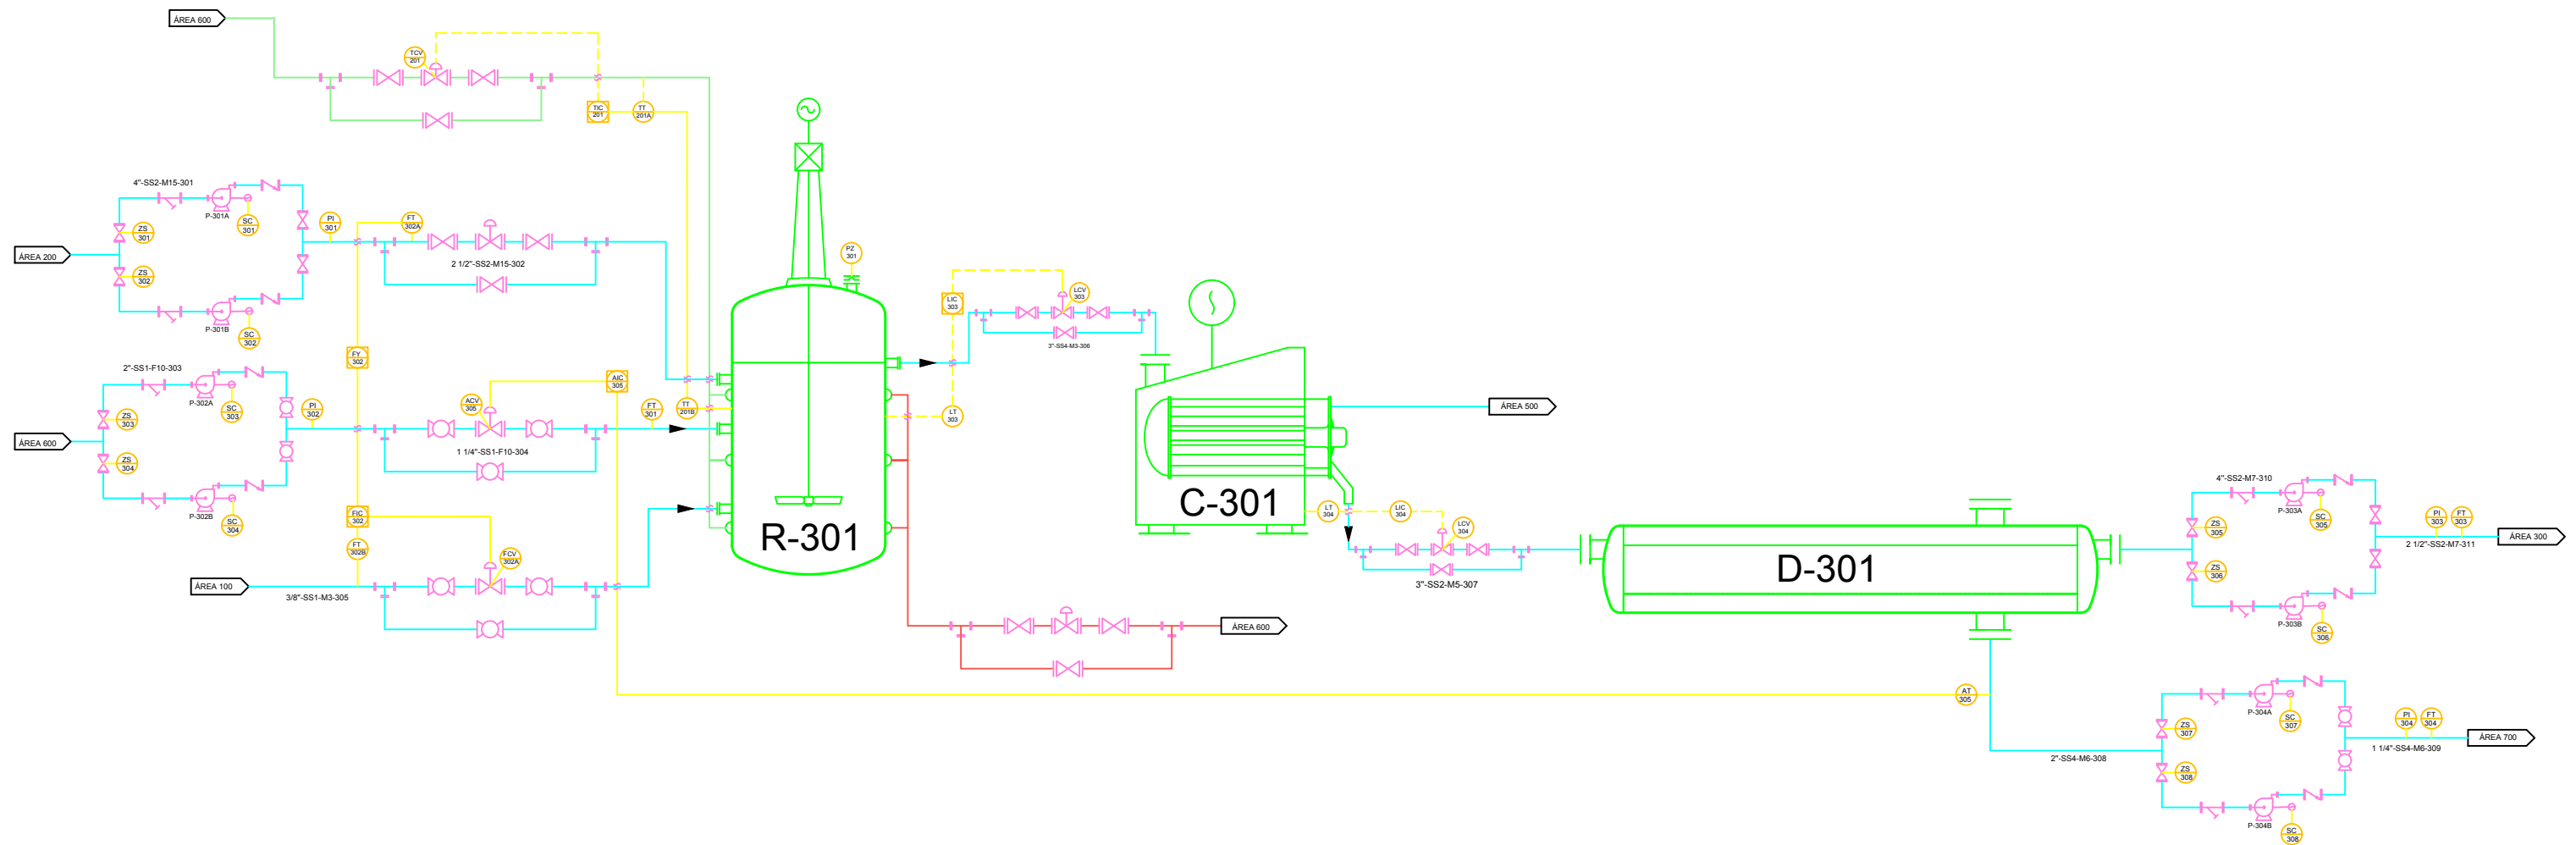 ÁREA 600
TCV
201
TIC
201
TT
201A
4"-SS2-M15-301
P-301A
SC
301
ZS
301
PI
301
FT
302A
ÁREA 200
ZS
302
2 1/2"-SS2-M15-302
P-301B
SC
302
PZ
301
LIC
303
LCV
303
3"-SS4-M3-306
FY
302
2"-SS1-F10-303
P-302A
SC
303
ZS
303
PI
302
ACV
305
AIC
305
FT
301
TT
201B
LT
303
ÁREA 500
ÁREA 600
ZS
304
1 1/4"-SS1-F10-304
P-302B
SC
304
FIC
302
FT
302B
FCV
302A
R-301
C-301
LT
304
LIC
304
LCV
304
3"-SS2-M5-307
D-301
4"-SS2-M7-310
P-303A
SC
305
ZS
305
PI
303
FT
303
2 1/2"-SS2-M7-311
ÁREA 300
ZS
306
P-303B
SC
306
ÁREA 100
3/8"-SS1-M3-305
ÁREA 600
AT
305
P-304A
SC
307
ZS
307
PI
304
FT
304
1 1/4"-SS4-M6-309
ÁREA 700
2"-SS4-M6-308
ZS
308
P-304B
SC
308